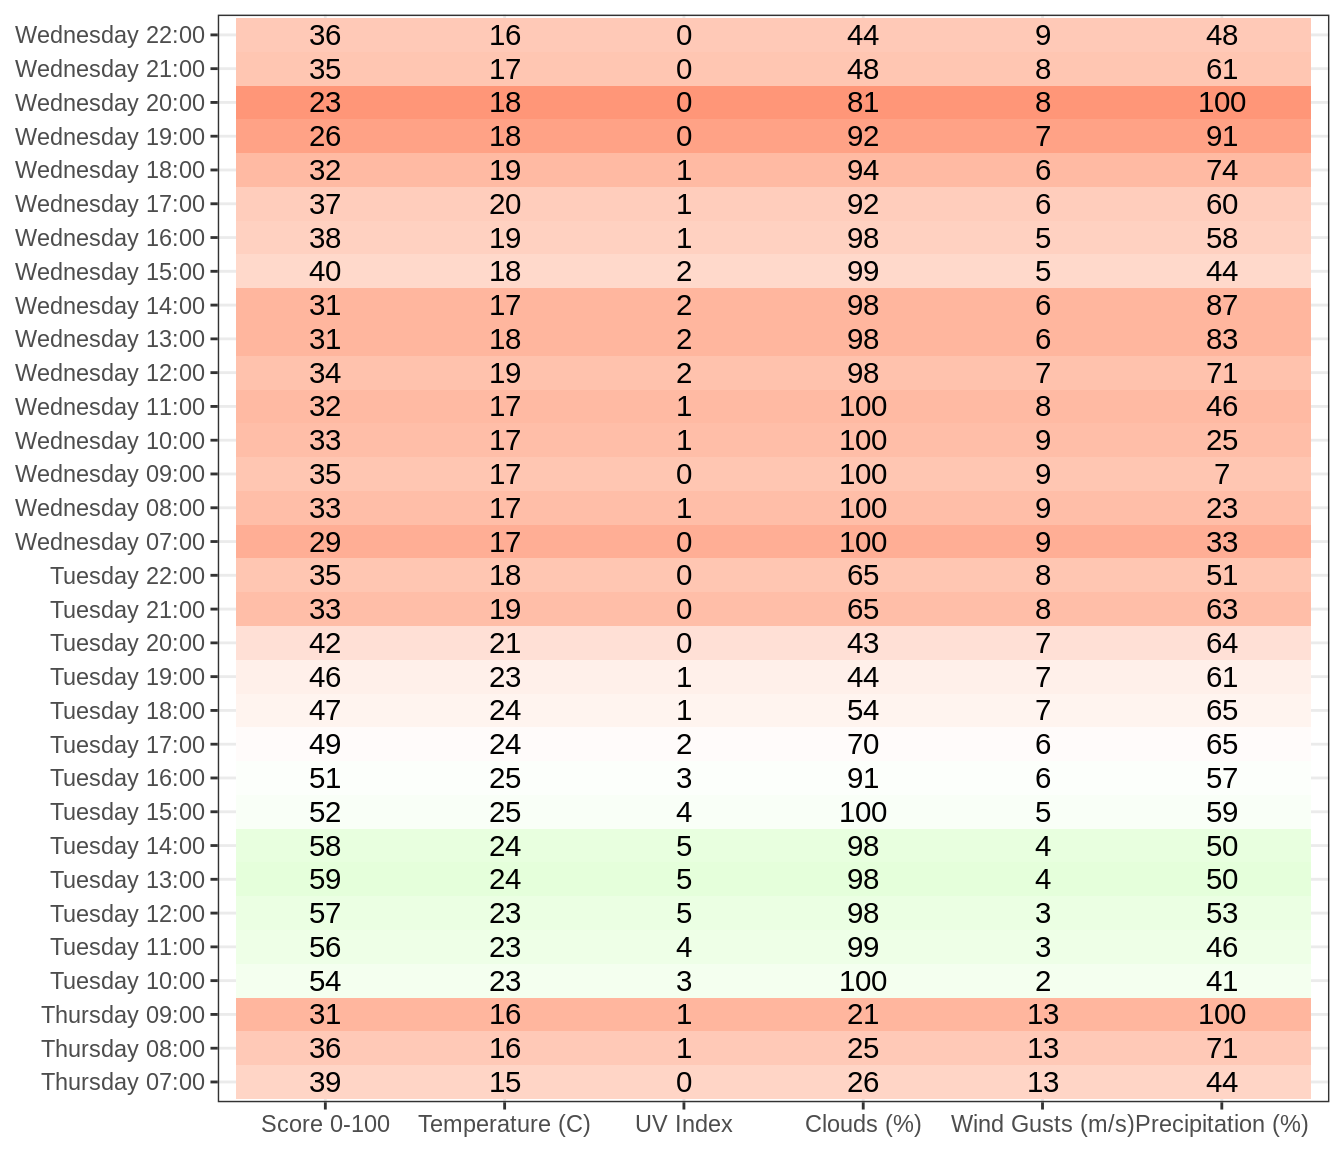 Wednesday 22:00 36 16 0 44 9 48
Wednesday 21:00 35 17 0 48 8 61
Wednesday 20:00 23 18 0 81 8 100
Wednesday 19:00 26 18 0 92 7 91
Wednesday 18:00 32 19 1 94 6 74
Wednesday 17:00 37 20 1 92 6 60
Wednesday 16:00 38 19 1 98 5 58
Wednesday 15:00 40 18 2 99 5 44
Wednesday 14:00 31 17 2 98 6 87
Wednesday 13:00 31 18 2 98 6 83
Wednesday 12:00 34 19 2 98 7 71
Wednesday 11:00 32 17 1 100 8 46
Wednesday 10:00 33 17 1 100 9 25
Wednesday 09:00 35 17 0 100 9 7
Wednesday 08:00 33 17 1 100 9 23
Wednesday 07:00 29 17 0 100 9 33
Tuesday 22:00 35 18 0 65 8 51
Tuesday 21:00 33 19 0 65 8 63
Tuesday 20:00 42 21 0 43 7 64
Tuesday 19:00 46 23 1 44 7 61
Tuesday 18:00 47 24 1 54 7 65
Tuesday 17:00 49 24 2 70 6 65
Tuesday 16:00 51 25 3 91 6 57
Tuesday 15:00 52 25 4 100 5 59
Tuesday 14:00 58 24 5 98 4 50
Tuesday 13:00 59 24 5 98 4 50
Tuesday 12:00 57 23 5 98 3 53
Tuesday 11:00 56 23 4 99 3 46
Tuesday 10:00 54 23 3 100 2 41
Thursday 09:00 31 16 1 21 13 100
Thursday 08:00 36 16 1 25 13 71
Thursday 07:00 39 15 0 26 13 44
Score 0-100 Temperature (C) UV Index Clouds (%) Wind Gusts (m/s) Precipitation (%)